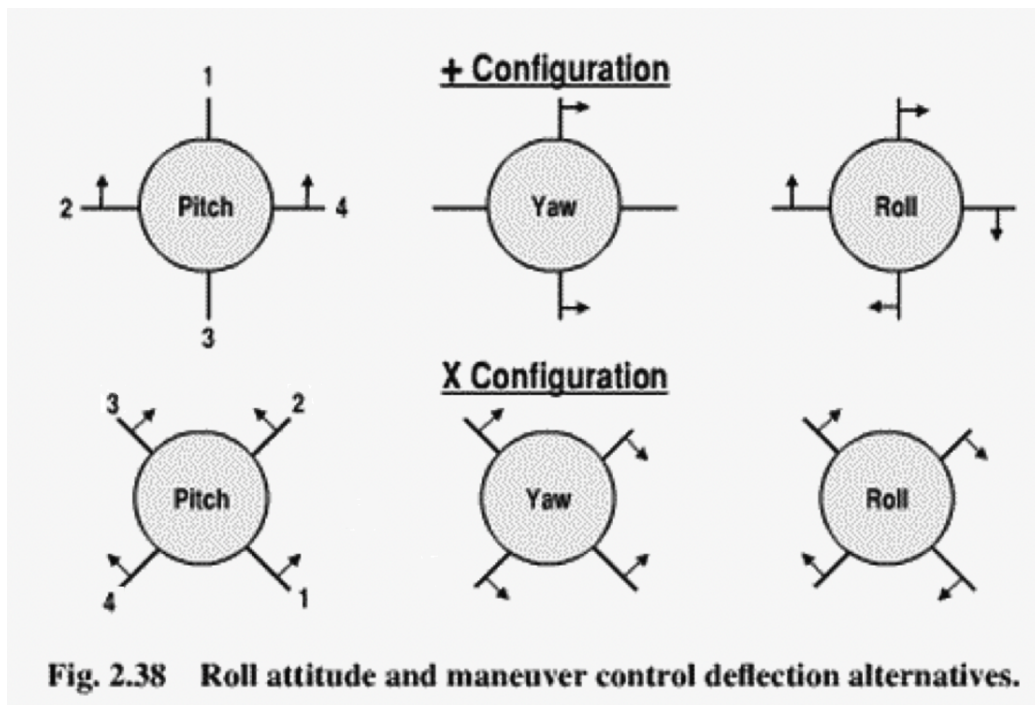 + Configuration
1
2 Pitch 4
3
Yaw
Roll
X Configuration
3 2
Pitch
4 1
Yaw
Roll
Fig. 2.38 Roll attitude and maneuver control deflection alternatives.